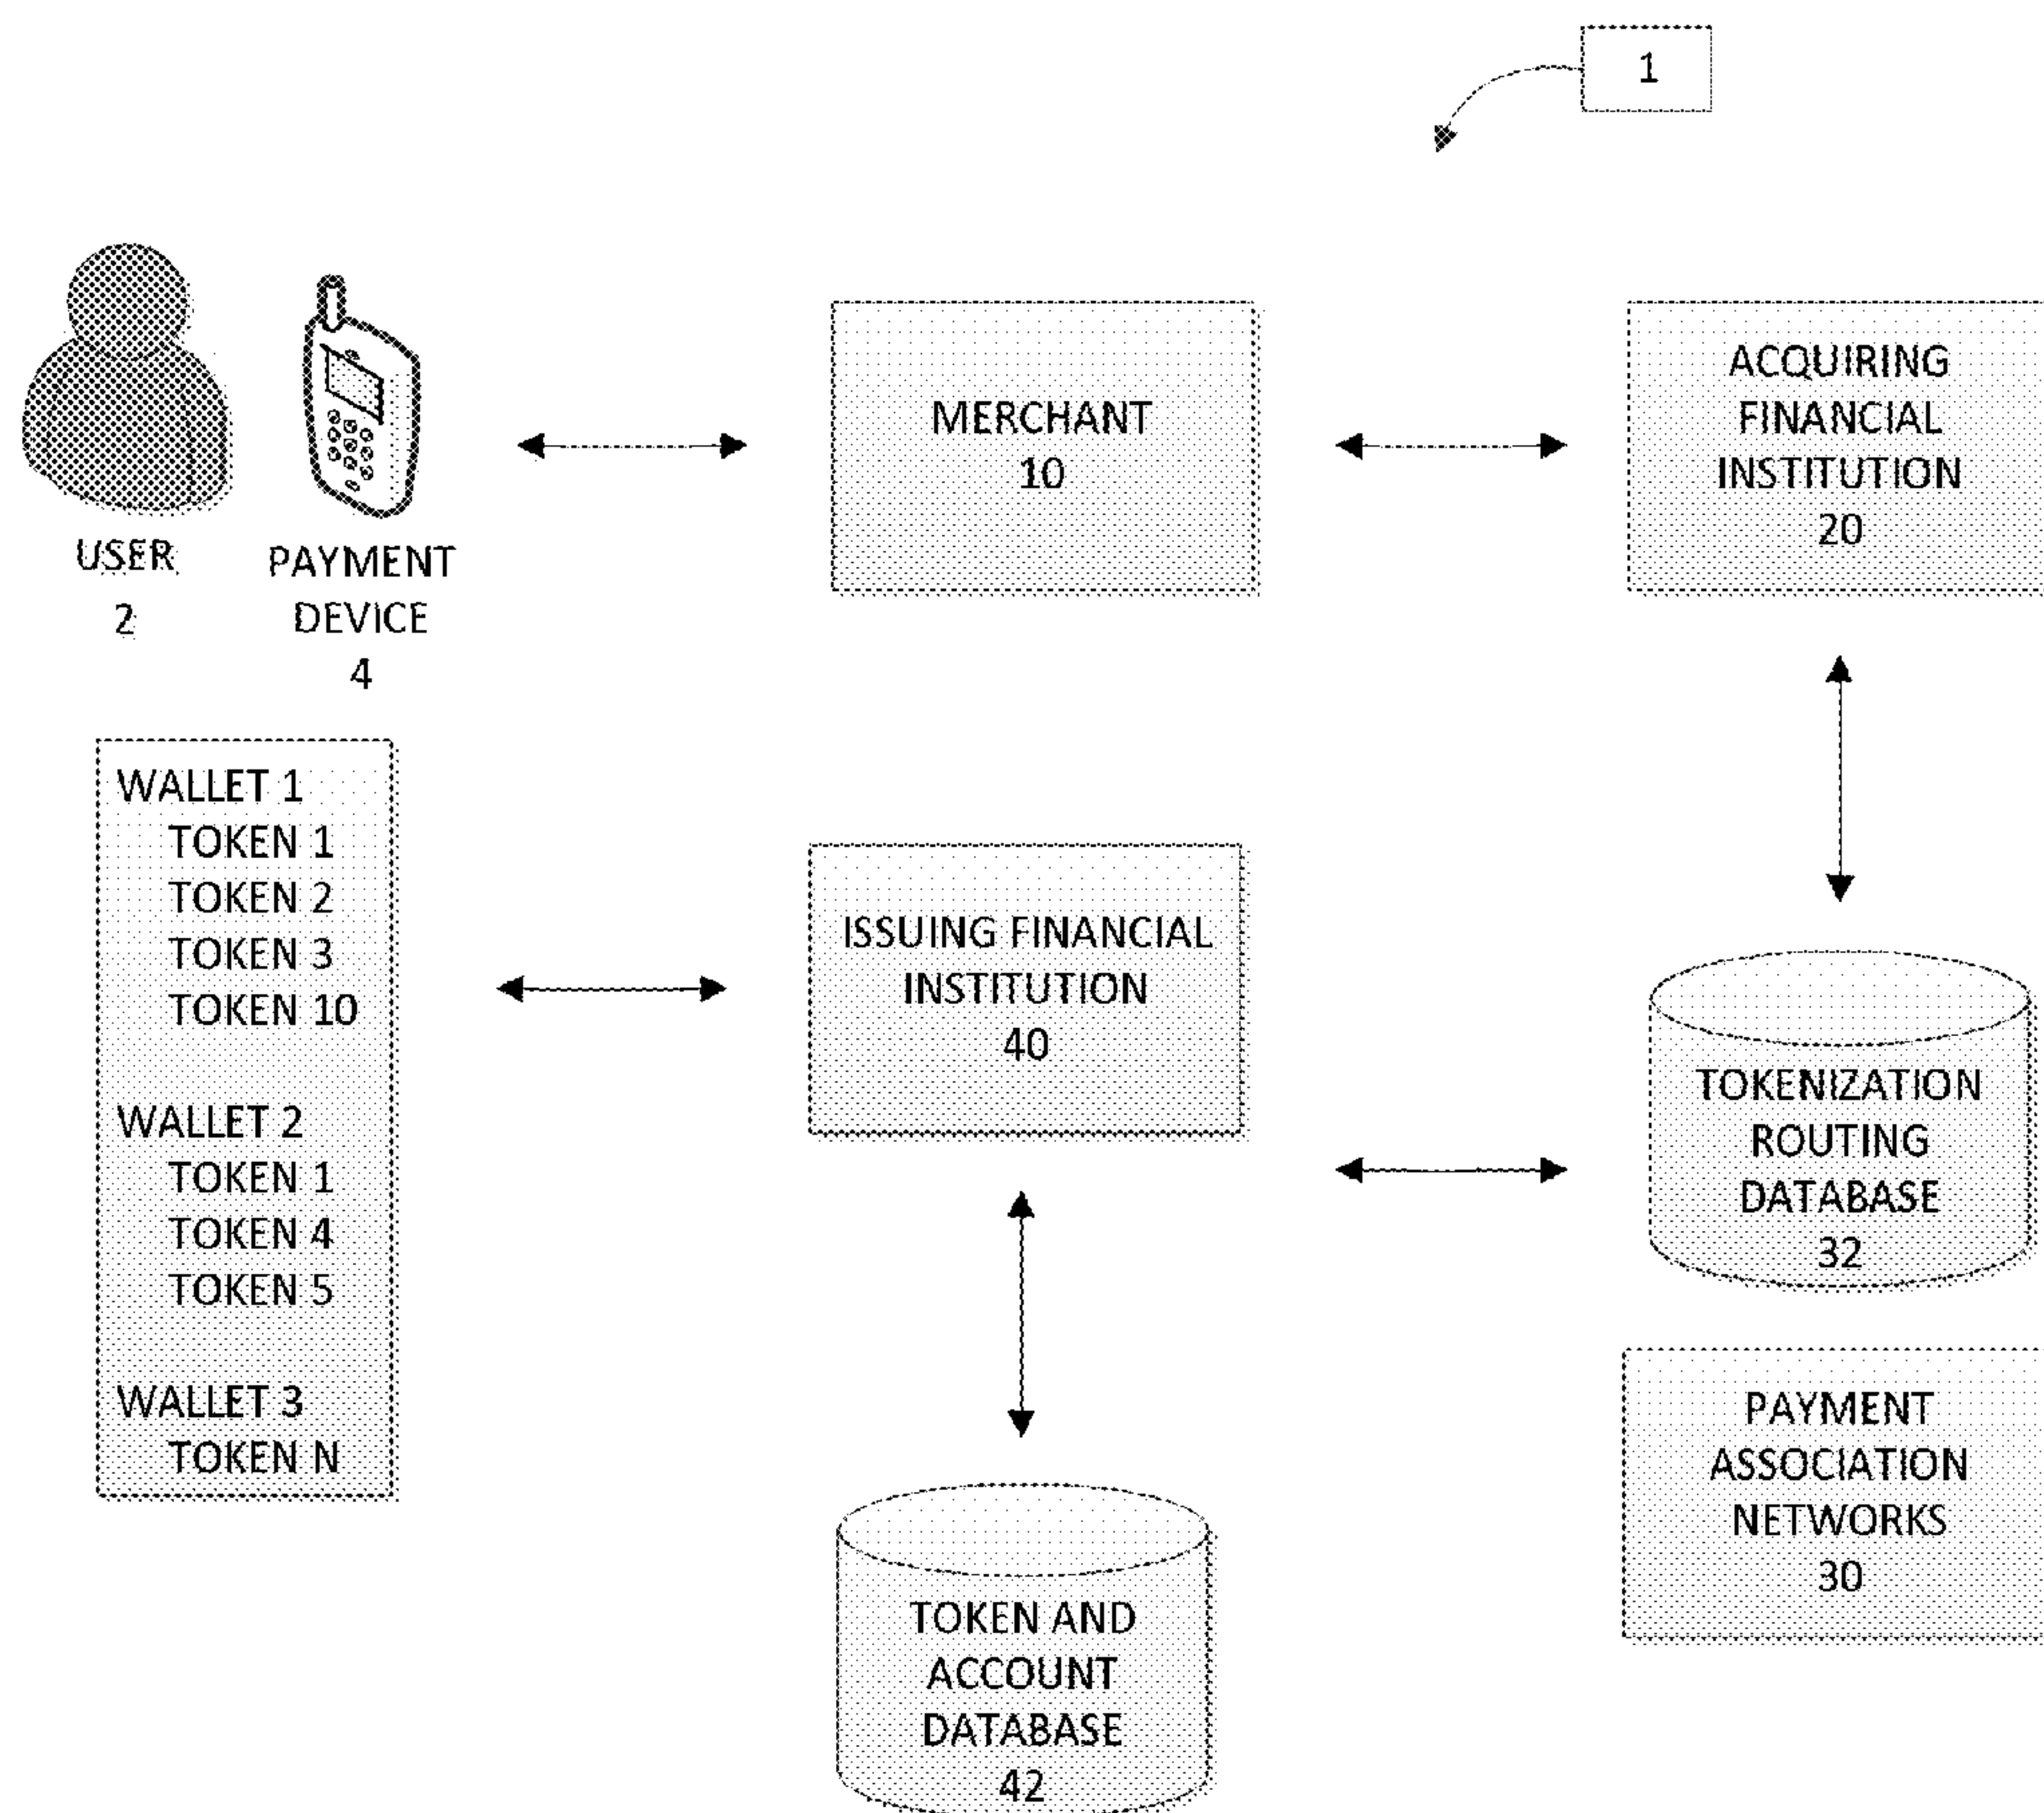 1
USER
2
PAYMENT
DEVICE
4
MERCHANT
10
ACQUIRING
FINANCIAL
INSTITUTION
20
WALLET 1
TOKEN 1
TOKEN 2
TOKEN 3
TOKEN 10
WALLET 2
TOKEN 1
TOKEN 4
TOKEN 5
WALLET 3
TOKEN N
ISSUING FINANCIAL
INSTITUTION
40
TOKENIZATION
ROUTING
DATABASE
32
PAYMENT
ASSOCIATION
NETWORKS
30
TOKEN AND
ACCOUNT
DATABASE
42